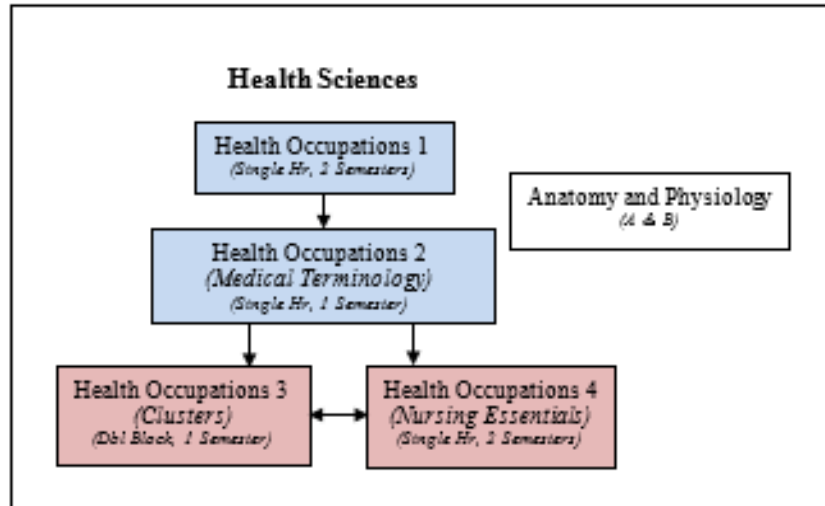 Health Sciences
Health Occupations 1
(Single Hr, 2 Semesters)
Anatomy and Physiology
(A & B)
Health Occupations 2
(Medical Terminology)
(Single Hr, 1 Semester)
Health Occupations 3
(Clusters)
(Dbl Block, 1 Semester)
Health Occupations 4
(Nursing Essentials)
(Single Hr, 2 Semesters)